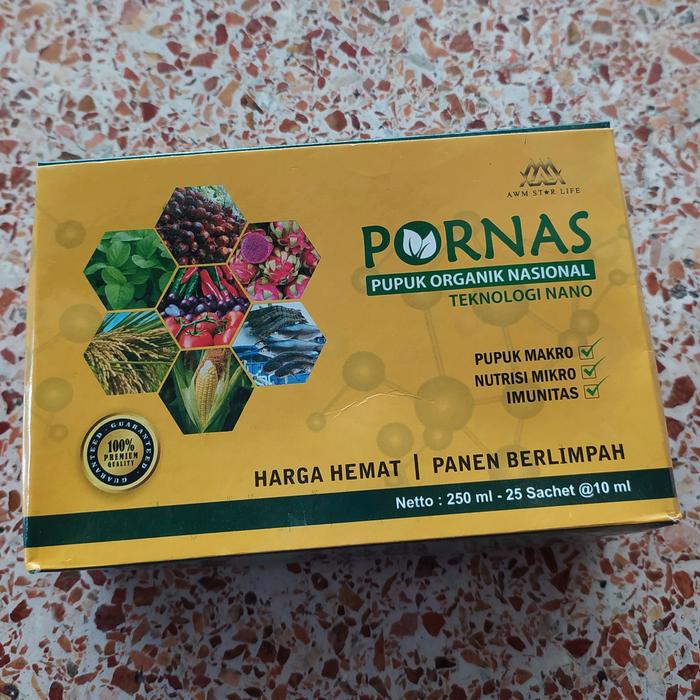 AWM STAR LIFE
PORNAS
PUPUK ORGANIK NASIONAL
TEKNOLOGI NANO
PUPUK MAKRO
NUTRISI MIKRO
IMUNITAS
GUARANTEED
100%
PREMIUM
QUALITY
GUARANTEED
HARGA HEMAT | PANEN BERLIMPAH
Netto : 250 ml - 25 Sachet @10 ml